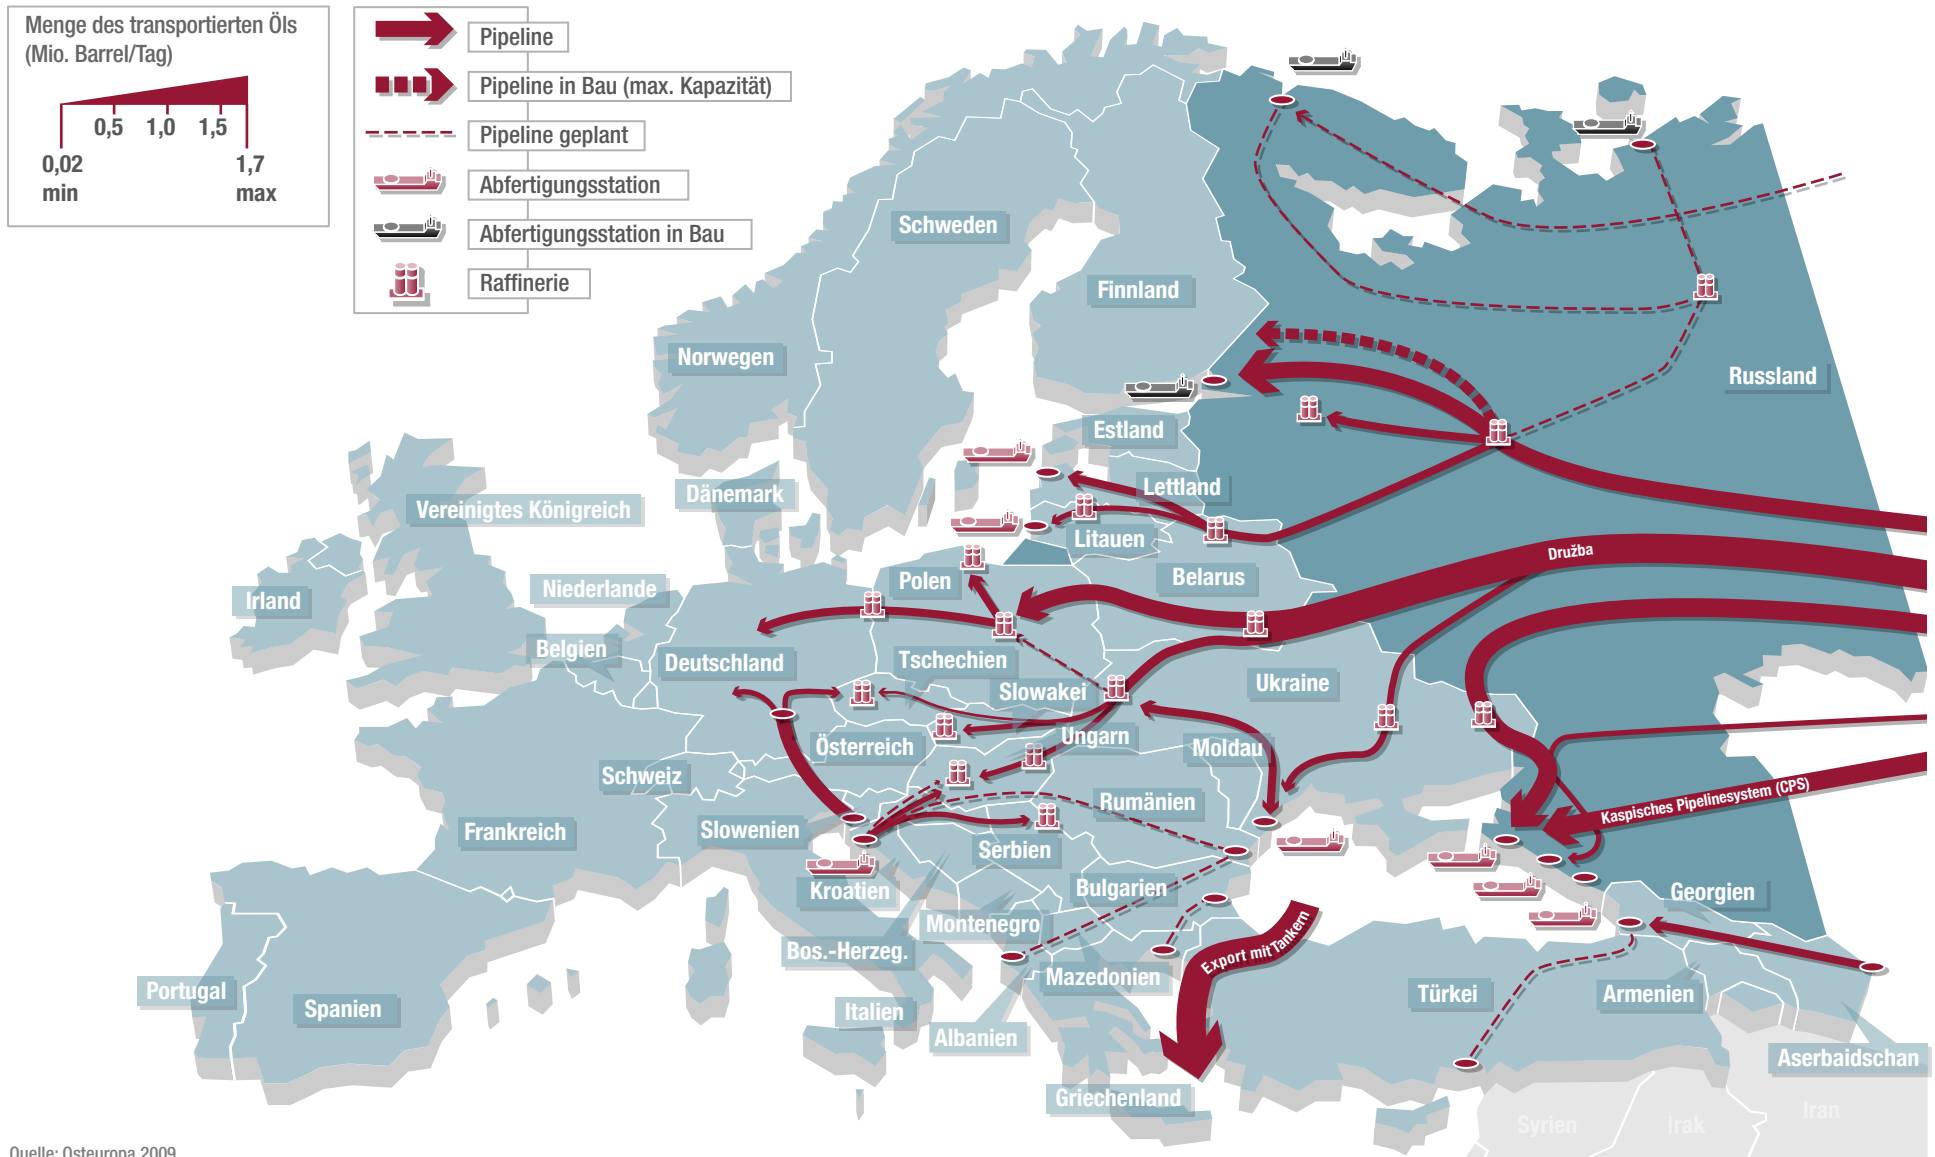 Menge des transportierten Öls
(Mio. Barrel/Tag)
0,5 1,0 1,5
0,02 1,7
min max
Pipeline
Pipeline in Bau (max. Kapazität)
Pipeline geplant
Abfertigungsstation
Abfertigungsstation in Bau
Raffinerie
Schweden
Finnland
Norwegen
Russland
Estland
Dänemark
Lettland
Vereinigtes Königreich
Litauen
Družba
Belarus
Polen
Niederlande
Irland
Belgien
Deutschland
Tschechien
Slowakei
Ukraine
Österreich
Ungarn
Moldau
Schweiz
Rumänien
Kaspisches Pipelinesystem (CPS)
Frankreich
Slowenien
Serbien
Kroatien
Bulgarien
Georgien
Montenegro
Bos.-Herzeg.
Export mit Tankern
Mazedonien
Portugal
Spanien
Italien
Türkei
Armenien
Albanien
Aserbaidschan
Griechenland
Syrien
Irak
Iran
Quelle: Osteuropa 2009